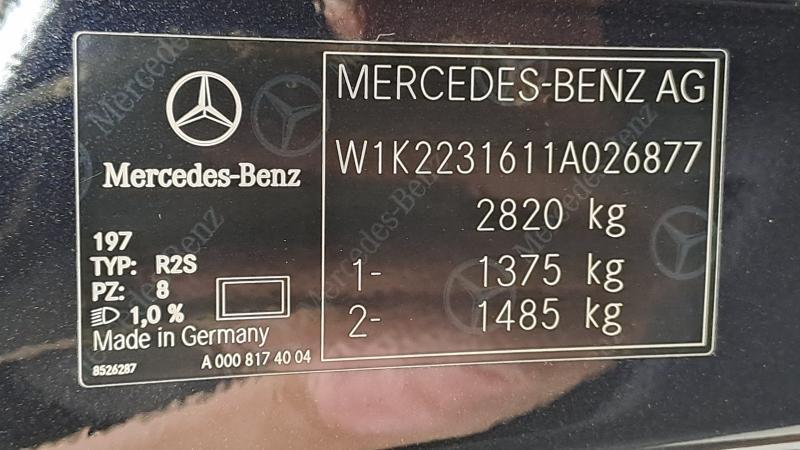 Mercedes-Benz
197
TYP: R2S
PZ: 8
1,0 %
Made in Germany
8526287
A 000 817 40 04
MERCEDES-BENZ AG
W1K2231611A026877
2820 kg
1- 1375 kg
2- 1485 kg